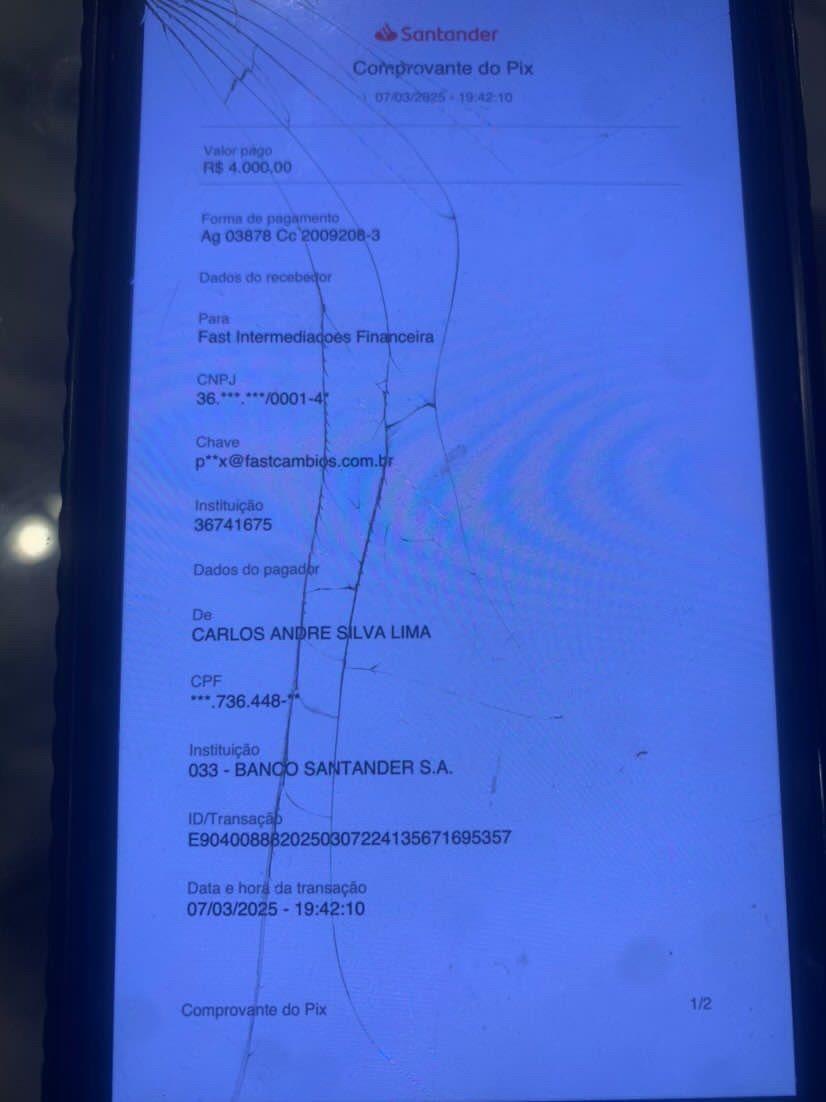 Santander
Comprovante do Pix
07/03/2025 - 19:42:10
Valor pago
R$ 4.000,00
Forma de pagamento
Ag 03878 Cc 2009208-3
Dados do recebedor
Para
Fast Intermediacoes Financeira
CNPJ
36.***.***/0001-4*
Chave
p**x@fastcambios.com.br
Instituição
36741675
Dados do pagador
De
CARLOS ANDRE SILVA LIMA
CPF
***.736.448-**
Instituição
033 - BANCO SANTANDER S.A.
ID/Transação
E9040088820250307224135671695357
Data e hora da transação
07/03/2025 - 19:42:10
Comprovante do Pix
1/2